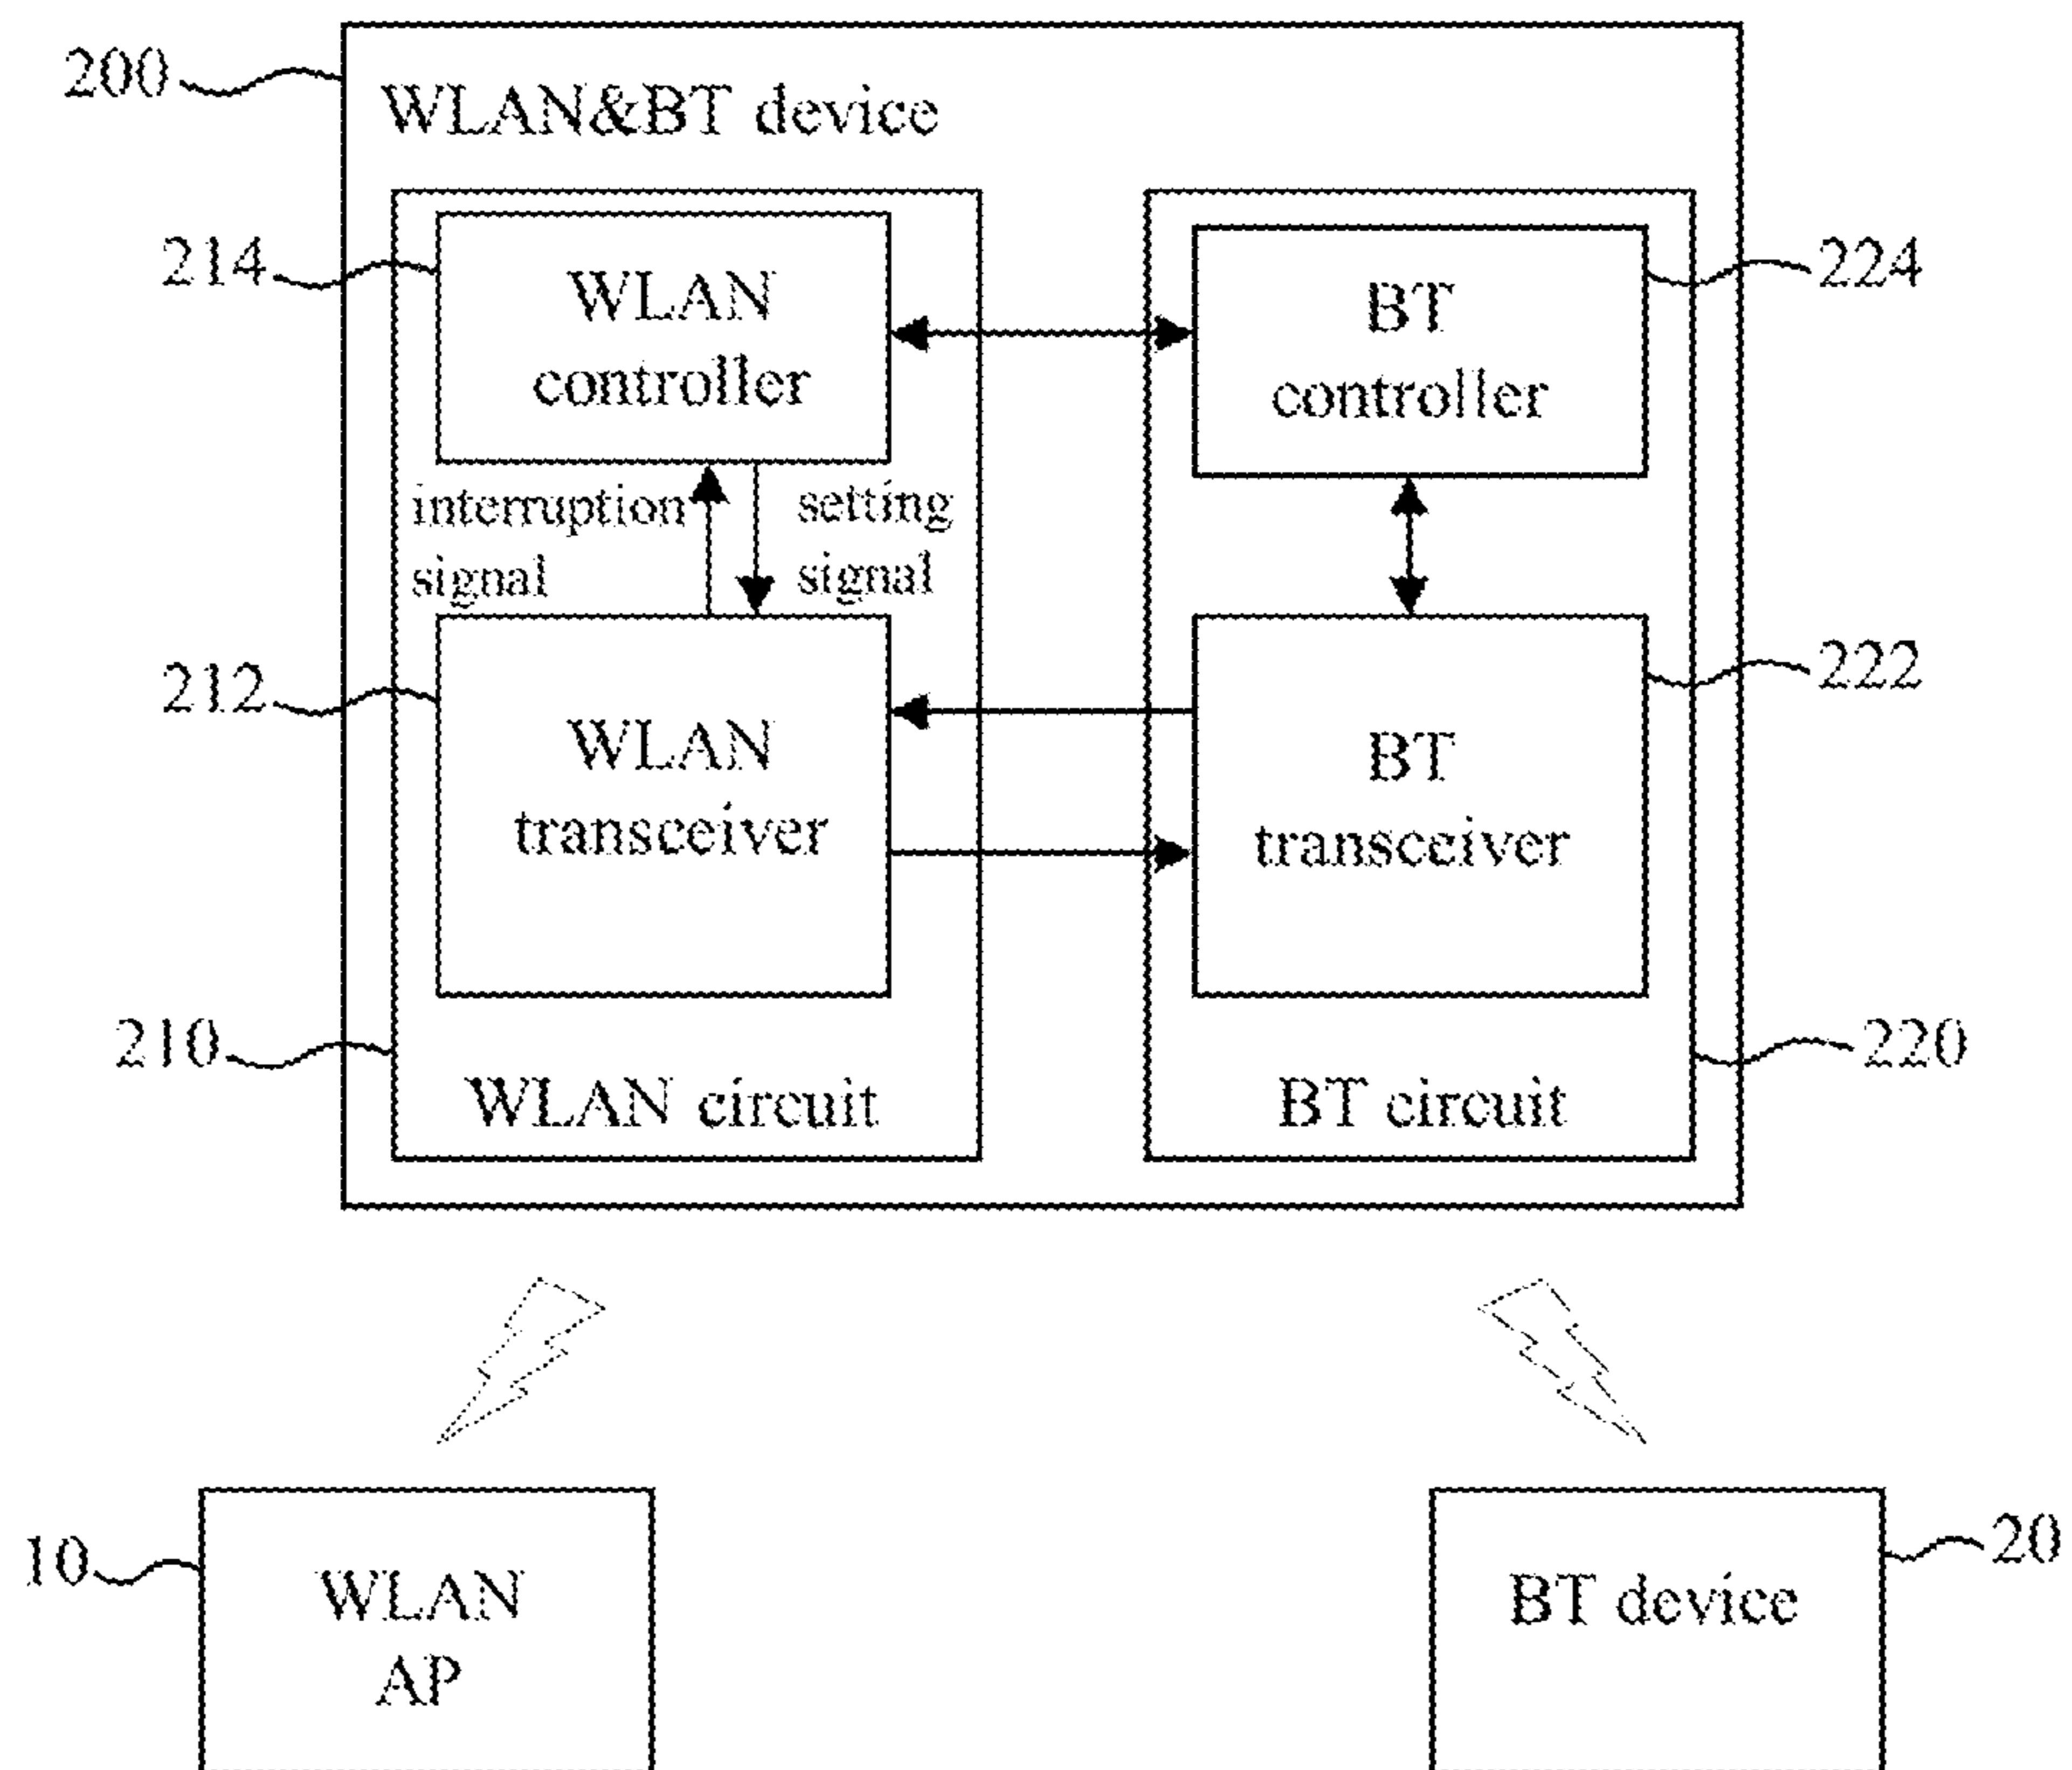 200
WLAN&BT device
214
WLAN
controller
BT
controller
224
interruption
signal
setting
signal
212
WLAN
transceiver
BT
transceiver
222
210
WLAN circuit
BT circuit
220
10
WLAN
AP
BT device
20